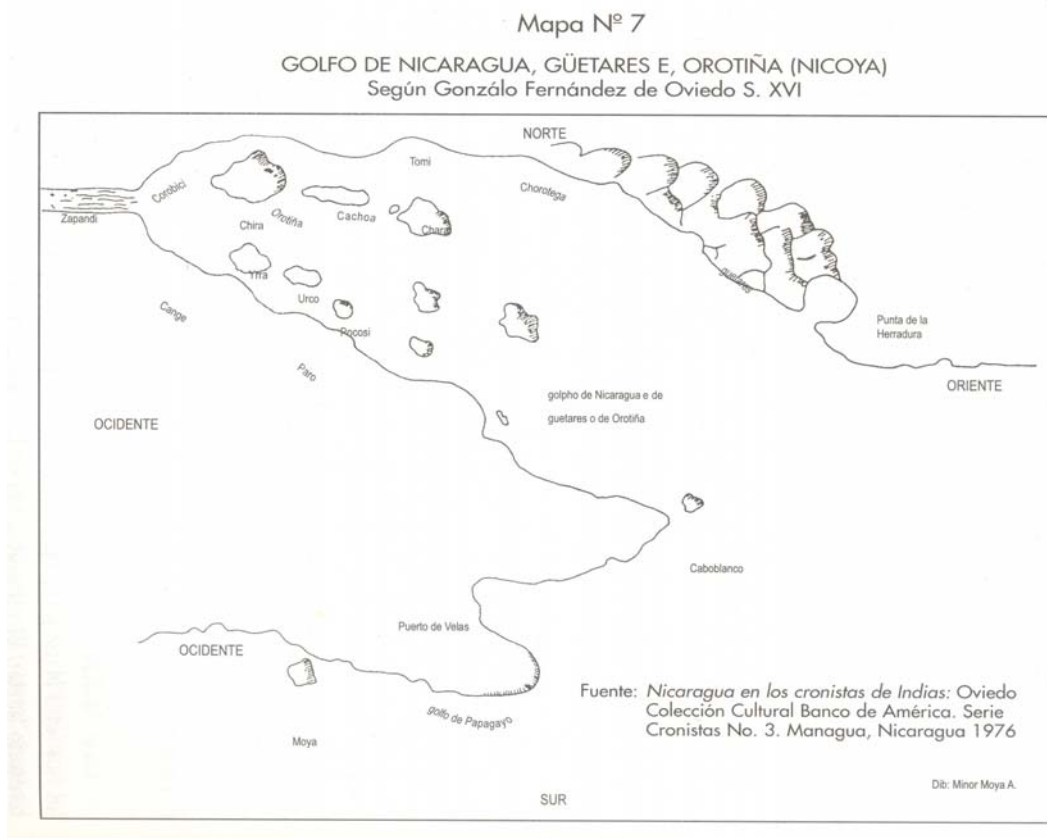 Mapa Nº 7
GOLFO DE NICARAGUA, GÜETARES E, OROTIÑA (NICOYA)
Según Gonzálo Fernández de Oviedo S. XVI
NORTE
Tomi
Corobici
Chorotega
Zapandi
Orotiña
Cachoa
Chira
Chara
guetares
Yrra
Urco
Cange
Pocosi
Punta de la
Herradura
Paro
ORIENTE
golpho de Nicaragua e de
guetares o de Orotiña
OCIDENTE
Caboblanco
Puerto de Velas
OCIDENTE
golfo de Papagayo
Moya
Fuente: Nicaragua en los cronistas de Indias: Oviedo
Colección Cultural Banco de América. Serie
Cronistas No. 3. Managua, Nicaragua 1976
Dib: Minor Moya A.
SUR